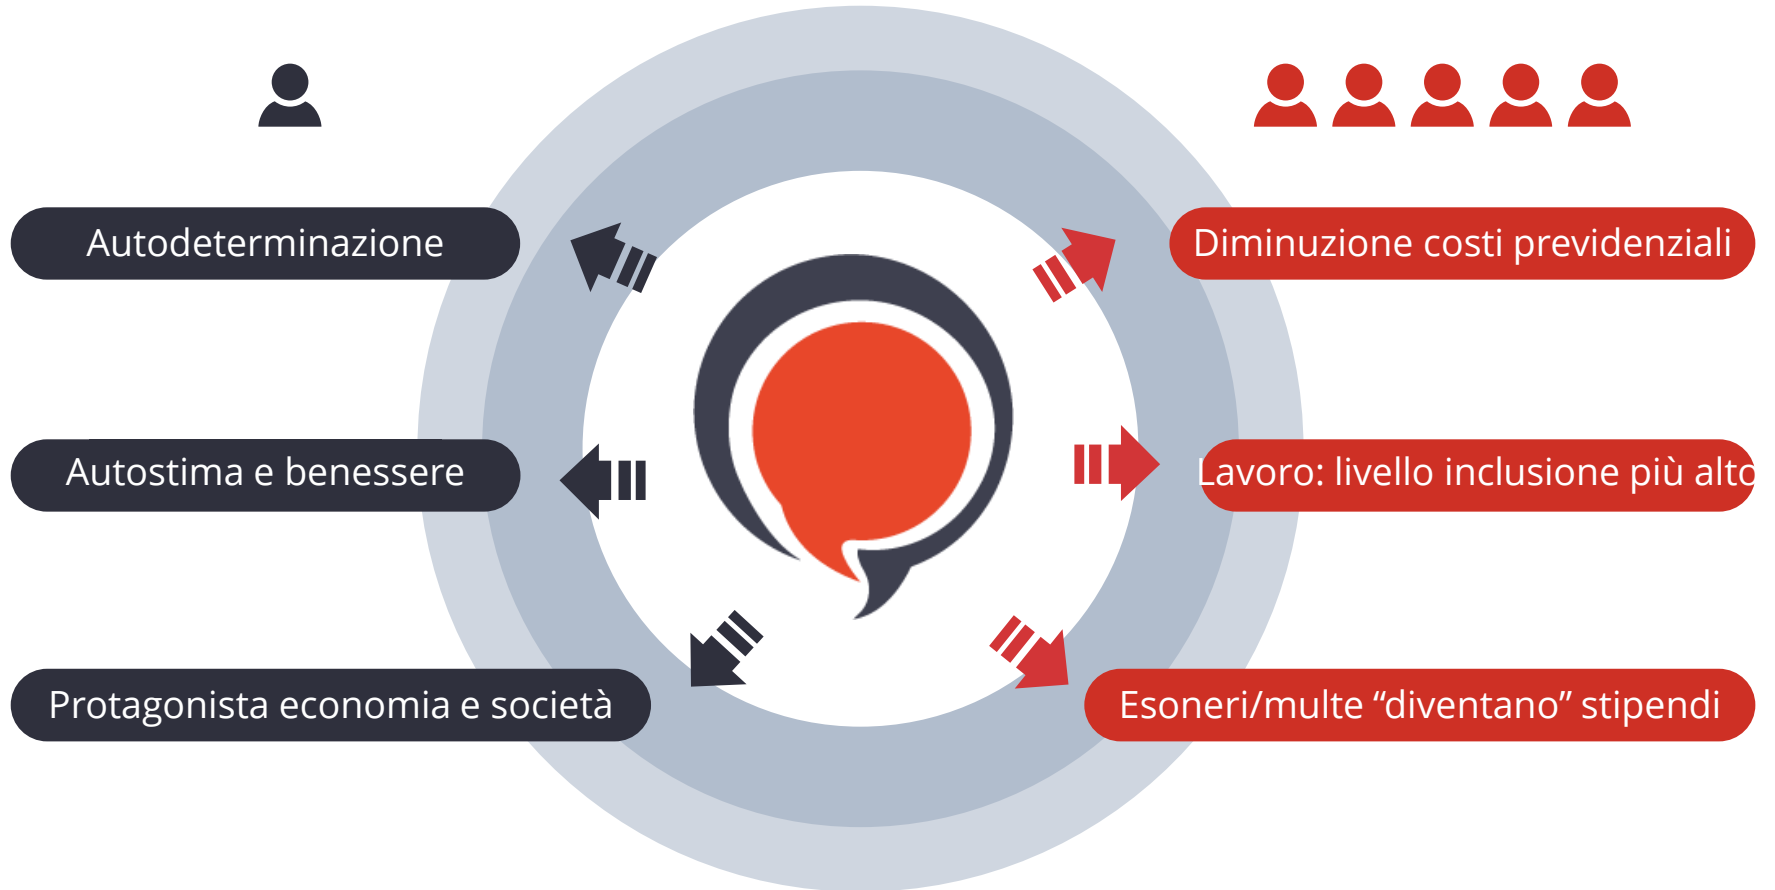 Autodeterminazione
Diminuzione costi previdenziali
Autostima e benessere
Lavoro: livello inclusione più alto
Protagonista economia e società
Esoneri/multe “diventano” stipendi